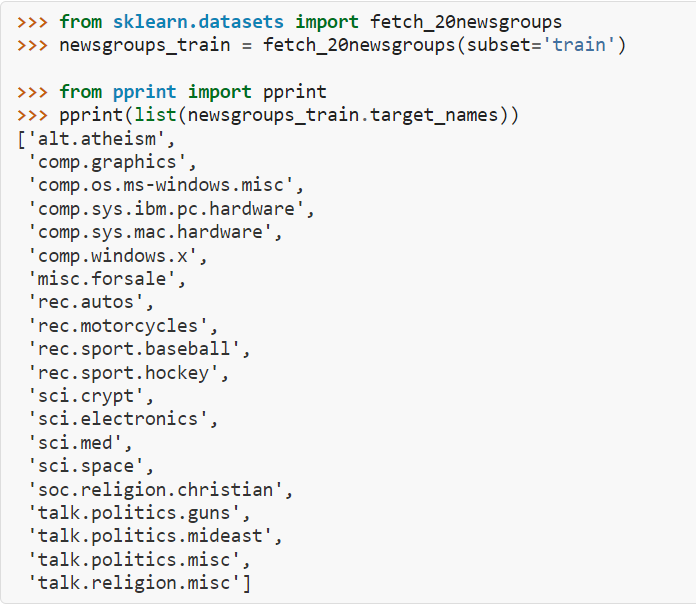 >>> from sklearn.datasets import fetch_20newsgroups
>>> newsgroups_train = fetch_20newsgroups(subset='train')
>>> from pprint import pprint
>>> pprint(list(newsgroups_train.target_names))
['alt.atheism',
 'comp.graphics',
 'comp.os.ms-windows.misc',
 'comp.sys.ibm.pc.hardware',
 'comp.sys.mac.hardware',
 'comp.windows.x',
 'misc.forsale',
 'rec.autos',
 'rec.motorcycles',
 'rec.sport.baseball',
 'rec.sport.hockey',
 'sci.crypt',
 'sci.electronics',
 'sci.med',
 'sci.space',
 'soc.religion.christian',
 'talk.politics.guns',
 'talk.politics.mideast',
 'talk.politics.misc',
 'talk.religion.misc']